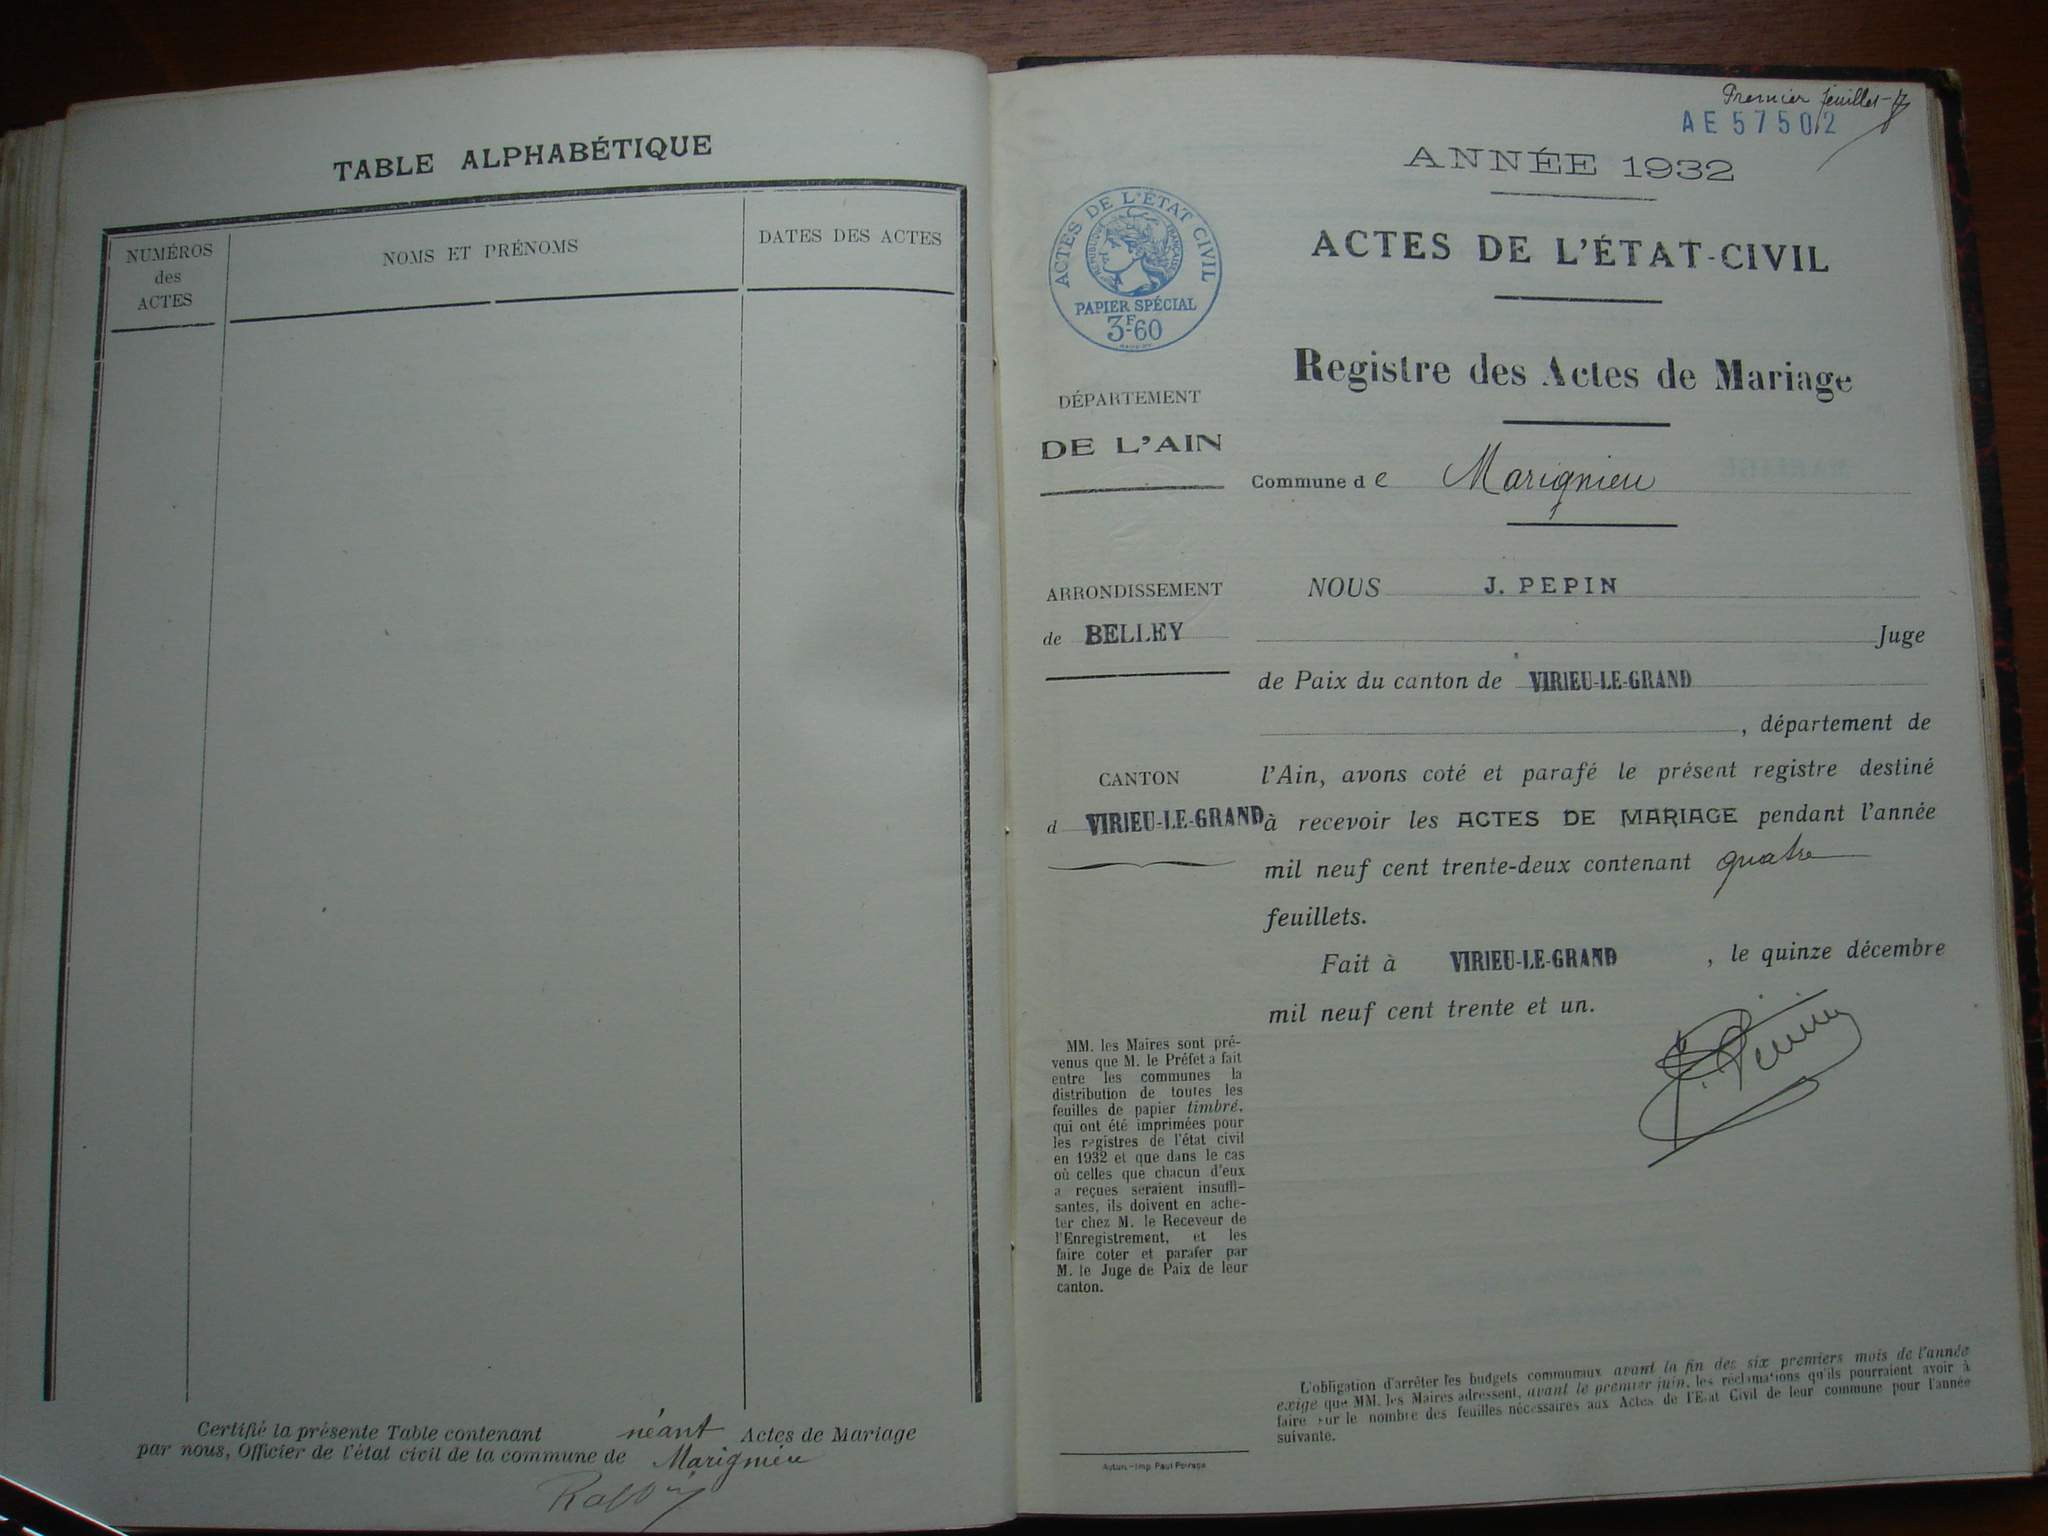 TABLE ALPHABÉTIQUE
NUMÉROS
des
ACTES
NOMS ET PRÉNOMS
DATES DES ACTES
Certifié la présente Table contenant néant Actes de Mariage
par nous, Officier de l'état civil de la commune de Marignieu
Premier feuillet
AE 57502
ANNÉE 1932
ACTES DE L'ÉTAT CIVIL
RÉPUBLIQUE FRANÇAISE
PAPIER SPÉCIAL
3F-60
ACTES DE L'ÉTAT-CIVIL
Registre des Actes de Mariage
DÉPARTEMENT
DE L'AIN
Commune de Marignieu
ARRONDISSEMENT
de BELLEY
CANTON
d VIRIEU-LE-GRAND
NOUS J. PEPIN
Juge
de Paix du canton de VIRIEU-LE-GRAND
, département de
l'Ain, avons coté et parafé le présent registre destiné
à recevoir les ACTES DE MARIAGE pendant l'année
mil neuf cent trente-deux contenant quatre
feuillets.
Fait à VIRIEU-LE-GRAND , le quinze décembre
mil neuf cent trente et un.
J. Pepin
MM. les Maires sont pré-
venus que M. le Préfet a fait
entre les communes la
distribution de toutes les
feuilles de papier timbré,
qui ont été imprimées pour
les registres de l'état civil
en 1932 et que dans le cas
où celles que chacun d'eux
a reçues seraient insuffi-
santes, ils doivent en ache-
ter chez M. le Receveur de
l'Enregistrement, et les
faire coter et parafer par
M. le Juge de Paix de leur
canton.
L'obligation d'arrêter les budgets communaux avant la fin des six premiers mois de l'année
exige que MM. les Maires adressent, avant le premier juin, les réclamations qu'ils pourraient avoir à
faire sur le nombre des feuilles nécessaires aux Actes de l'Etat Civil de leur commune pour l'année
suivante.
Autun. - Imp. Paul Poirage